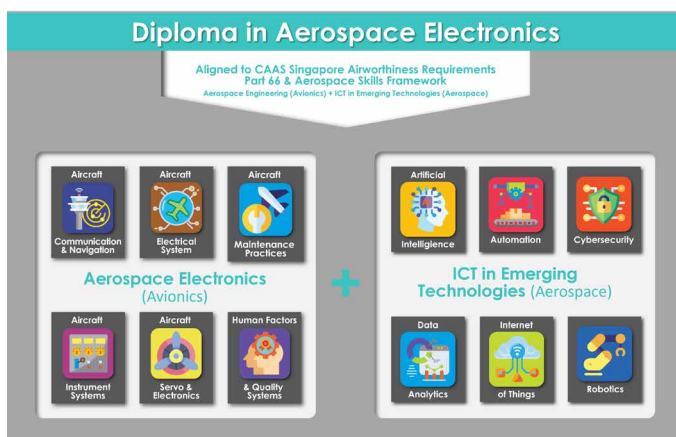 Diploma in Aerospace Electronics
Aligned to CAAS Singapore Airworthiness Requirements
Part 66 & Aerospace Skills Framework
Aerospace Engineering (Avionics) + ICT in Emerging Technologies (Aerospace)
Aircraft
Communication
& Navigation
Aircraft
Electrical
System
Aircraft
Maintenance
Practices
Aerospace Electronics
(Avionics)
Aircraft
Instrument
Systems
Aircraft
Servo &
Electronics
Human Factors
& Quality
Systems
+
Artificial
Intelligience
Automation
Cybersecurity
ICT in Emerging
Technologies (Aerospace)
Data
Analytics
Internet
of Things
Robotics